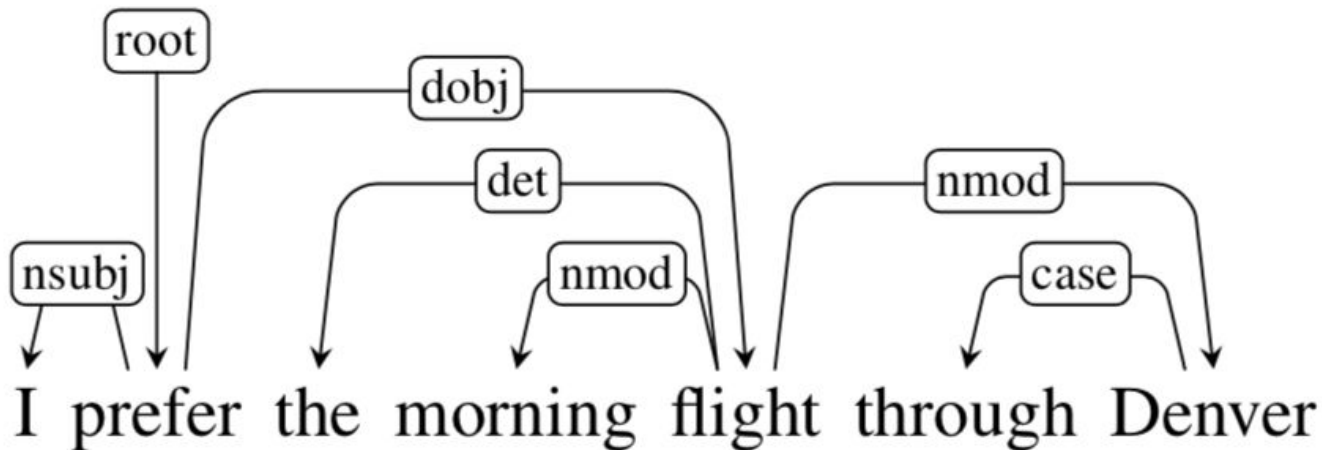 root
dobj
det nmod
nsubj nmod case
I prefer the morning flight through Denver